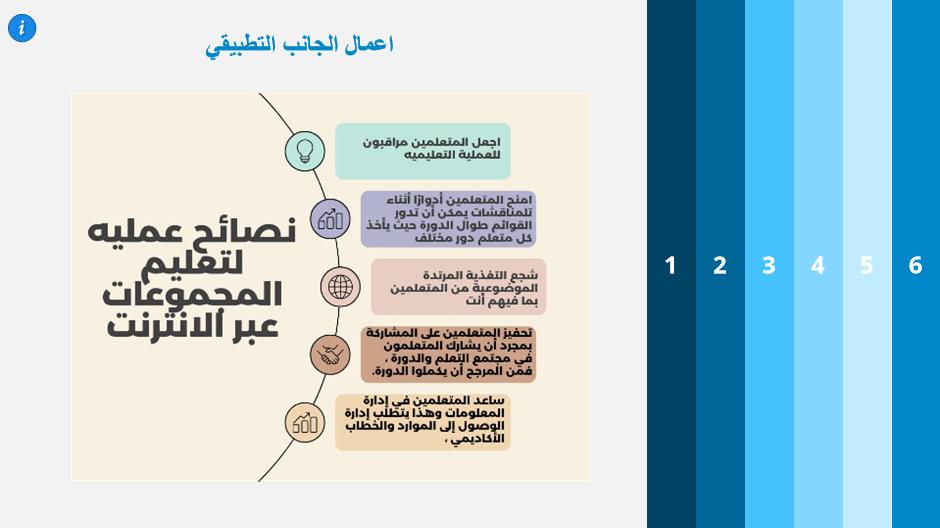 اعمال الجانب التطبيقي
نصائح عمليه
لتعليم
المجموعات
عبر الانترنت
اجعل المتعلمين مراقبون
للعملية التعليميه
امنح المتعلمين أدوارًا أثناء
تلمناقشات يمكن أن تدور
القوائم طوال الدورة حيث يأخذ
كل متعلم دور مختلف
شجع التغذية المرتدة
الموضوعية من المتعلمين
بما فيهم أنت
تحفيز المتعلمين على المشاركة
بمجرد أن يشارك المتعلمون
في مجتمع التعلم والدورة ،
فمن المرجح أن يكملوا الدورة.
ساعد المتعلمين في إدارة
المعلومات وهذا يتطلب إدارة
الوصول إلى الموارد والخطاب
الأكاديمي ،
1 2 3 4 5 6